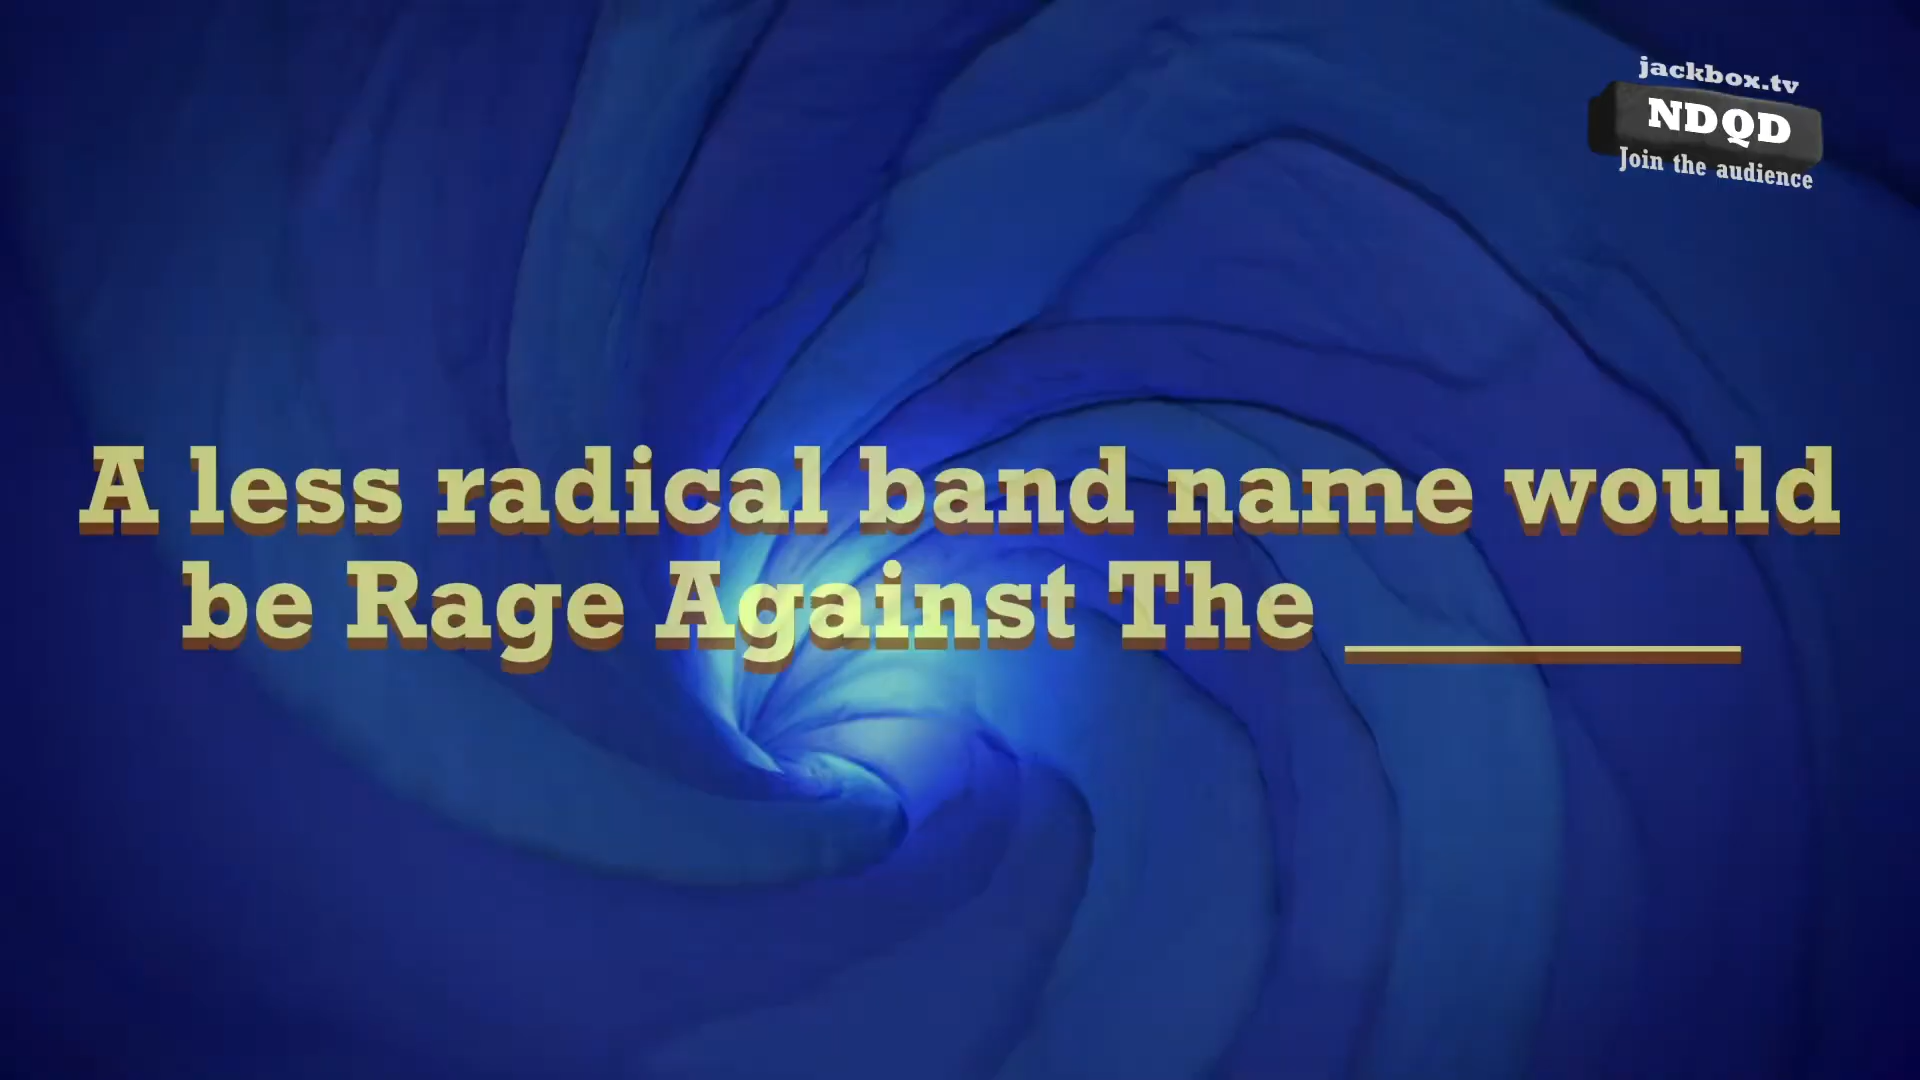 jackbox.tv
NDQD
Join the audience
A less radical band name would
be Rage Against The ________